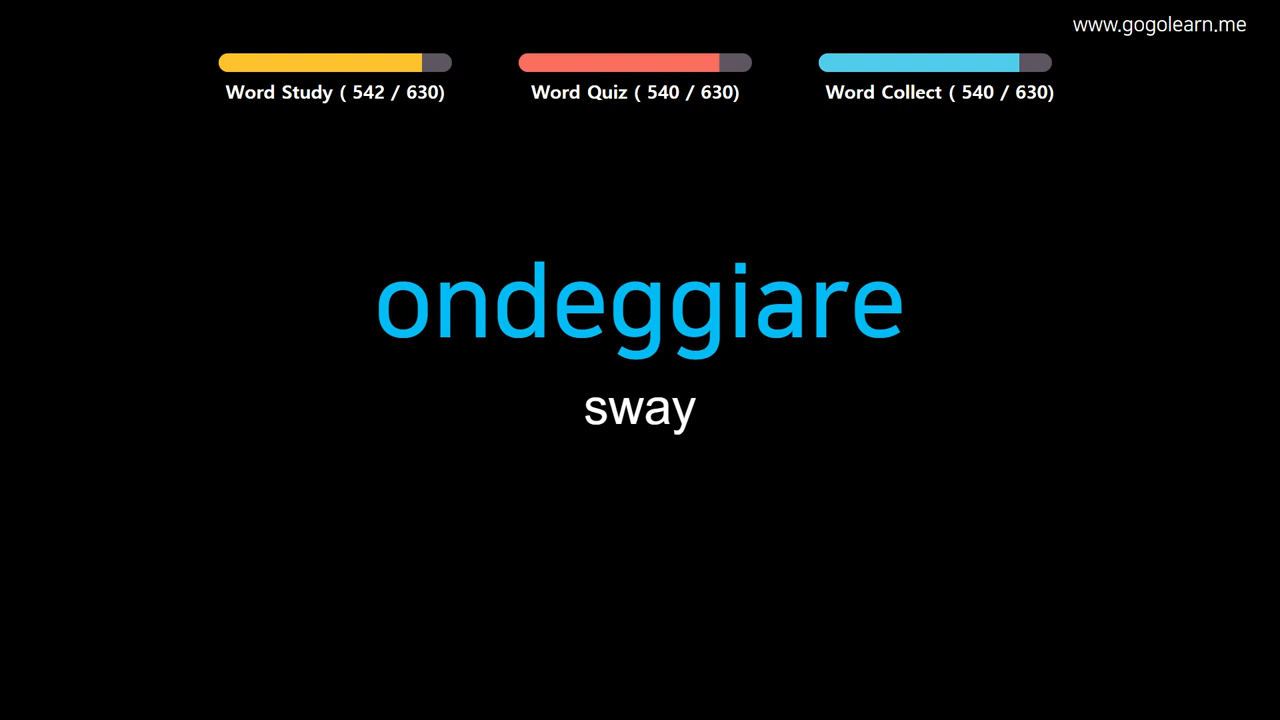 www.gogolearn.me
Word Study ( 542 / 630)
Word Quiz ( 540 / 630)
Word Collect ( 540 / 630)
ondeggiare
sway